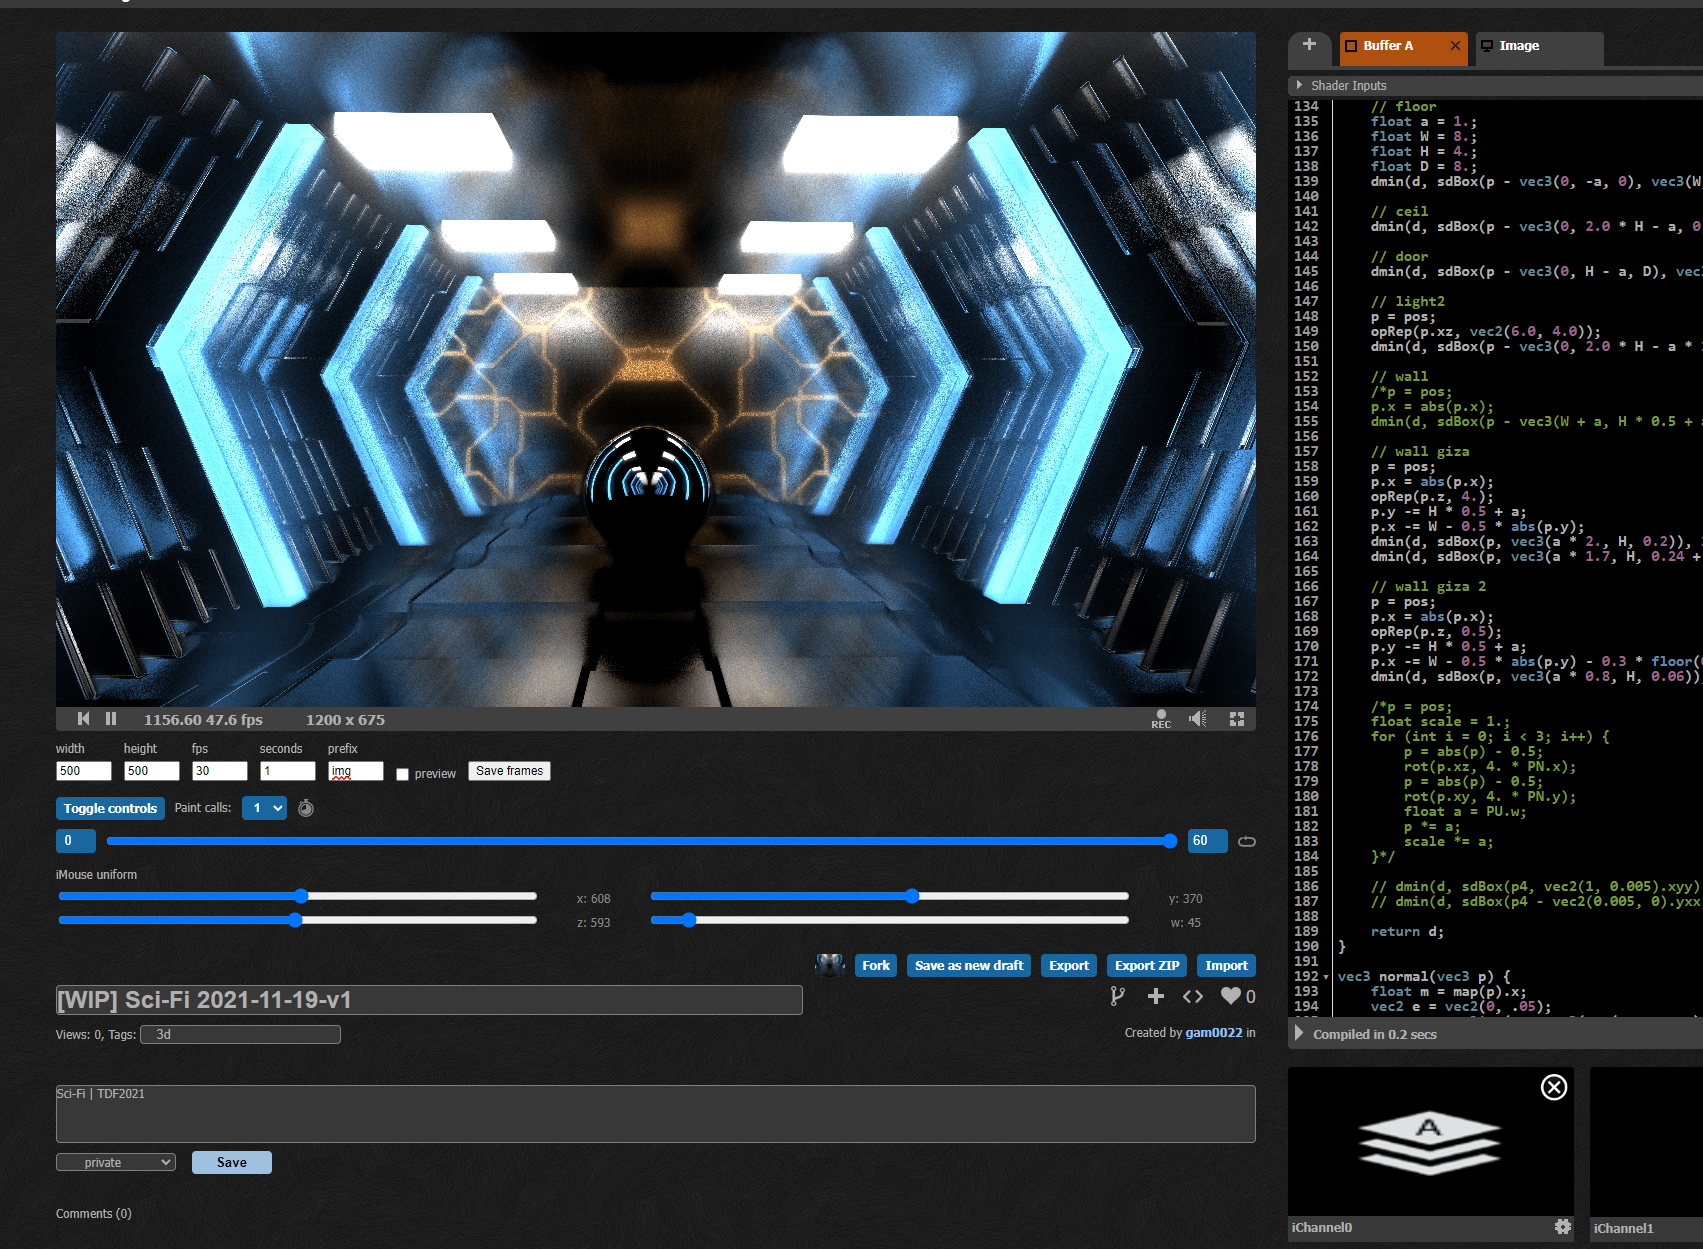 + Buffer A × Image
Shader Inputs
134 // floor
135 float a = 1.;
136 float W = 8.;
137 float H = 4.;
138 float D = 8.;
139 dmin(d, sdBox(p - vec3(0, -a, 0), vec3(W
140
141 // ceil
142 dmin(d, sdBox(p - vec3(0, 2.0 * H - a, 0
143
144 // door
145 dmin(d, sdBox(p - vec3(0, H - a, D), vec
146
147 // light2
148 p = pos;
149 opRep(p.xz, vec2(6.0, 4.0));
150 dmin(d, sdBox(p - vec3(0, 2.0 * H - a *
151
152 // wall
153 /*p = pos;
154 p.x = abs(p.x);
155 dmin(d, sdBox(p - vec3(W + a, H * 0.5 +
156
157 // wall giza
158 p = pos;
159 p.x = abs(p.x);
160 opRep(p.z, 4.);
161 p.y -= H * 0.5 + a;
162 p.x -= W - 0.5 * abs(p.y);
163 dmin(d, sdBox(p, vec3(a * 2., H, 0.2)),
164 dmin(d, sdBox(p, vec3(a * 1.7, H, 0.24 +
165
166 // wall giza 2
167 p = pos;
168 p.x = abs(p.x);
169 opRep(p.z, 0.5);
170 p.y -= H * 0.5 + a;
171 p.x -= W - 0.5 * abs(p.y) - 0.3 * floor(
172 dmin(d, sdBox(p, vec3(a * 0.8, H, 0.06))
173
174 /*p = pos;
175 float scale = 1.;
176 for (int i = 0; i < 3; i++) {
177 p = abs(p) - 0.5;
178 rot(p.xz, 4. * PN.x);
179 p = abs(p) - 0.5;
180 rot(p.xy, 4. * PN.y);
181 float a = PU.w;
182 p *= a;
183 scale *= a;
184 }*/
185
186 // dmin(d, sdBox(p4, vec2(1, 0.005).xyy)
187 // dmin(d, sdBox(p4 - vec2(0.005, 0).yxx
188
189 return d;
190 }
191
192 vec3 normal(vec3 p) {
193 float m = map(p).x;
194 vec2 e = vec2(0, .05);
Compiled in 0.2 secs
A
iChannel0
iChannel1
1156.60 47.6 fps 1200 x 675 REC
width height fps seconds prefix
500 500 30 1 img preview Save frames
Toggle controls Paint calls: 1
0 60
iMouse uniform
x: 608 y: 370
z: 593 w: 45
Fork Save as new draft Export Export ZIP Import
[WIP] Sci-Fi 2021-11-19-v1 0
Views: 0, Tags: 3d Created by gam0022 in
Sci-Fi | TDF2021
private Save
Comments (0)